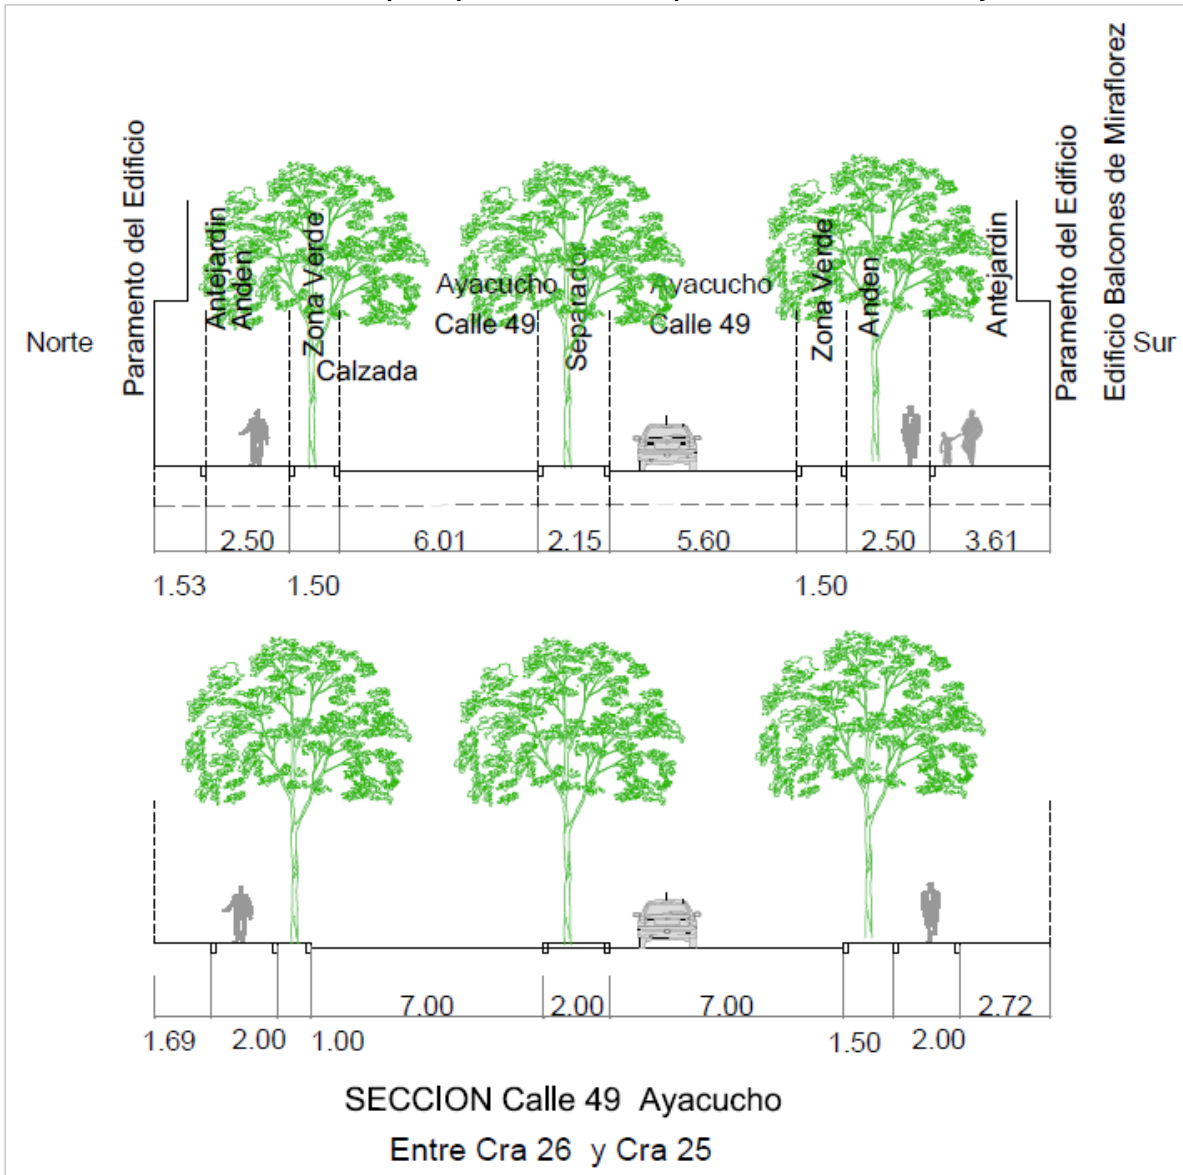 Norte
Paramento del Edificio
Antejardin
Anden
Zona Verde
Calzada
Ayacucho
Calle 49
Separador
Ayacucho
Calle 49
Zona Verde
Anden
Antejardin
Paramento del Edificio
Edificio Balcones de Miraflorez
Sur
2.50
6.01
2.15
5.60
2.50
3.61
1.53
1.50
1.50
7.00
2.00
7.00
2.72
1.69
2.00
1.00
1.50
2.00
SECCION Calle 49 Ayacucho
Entre Cra 26 y Cra 25